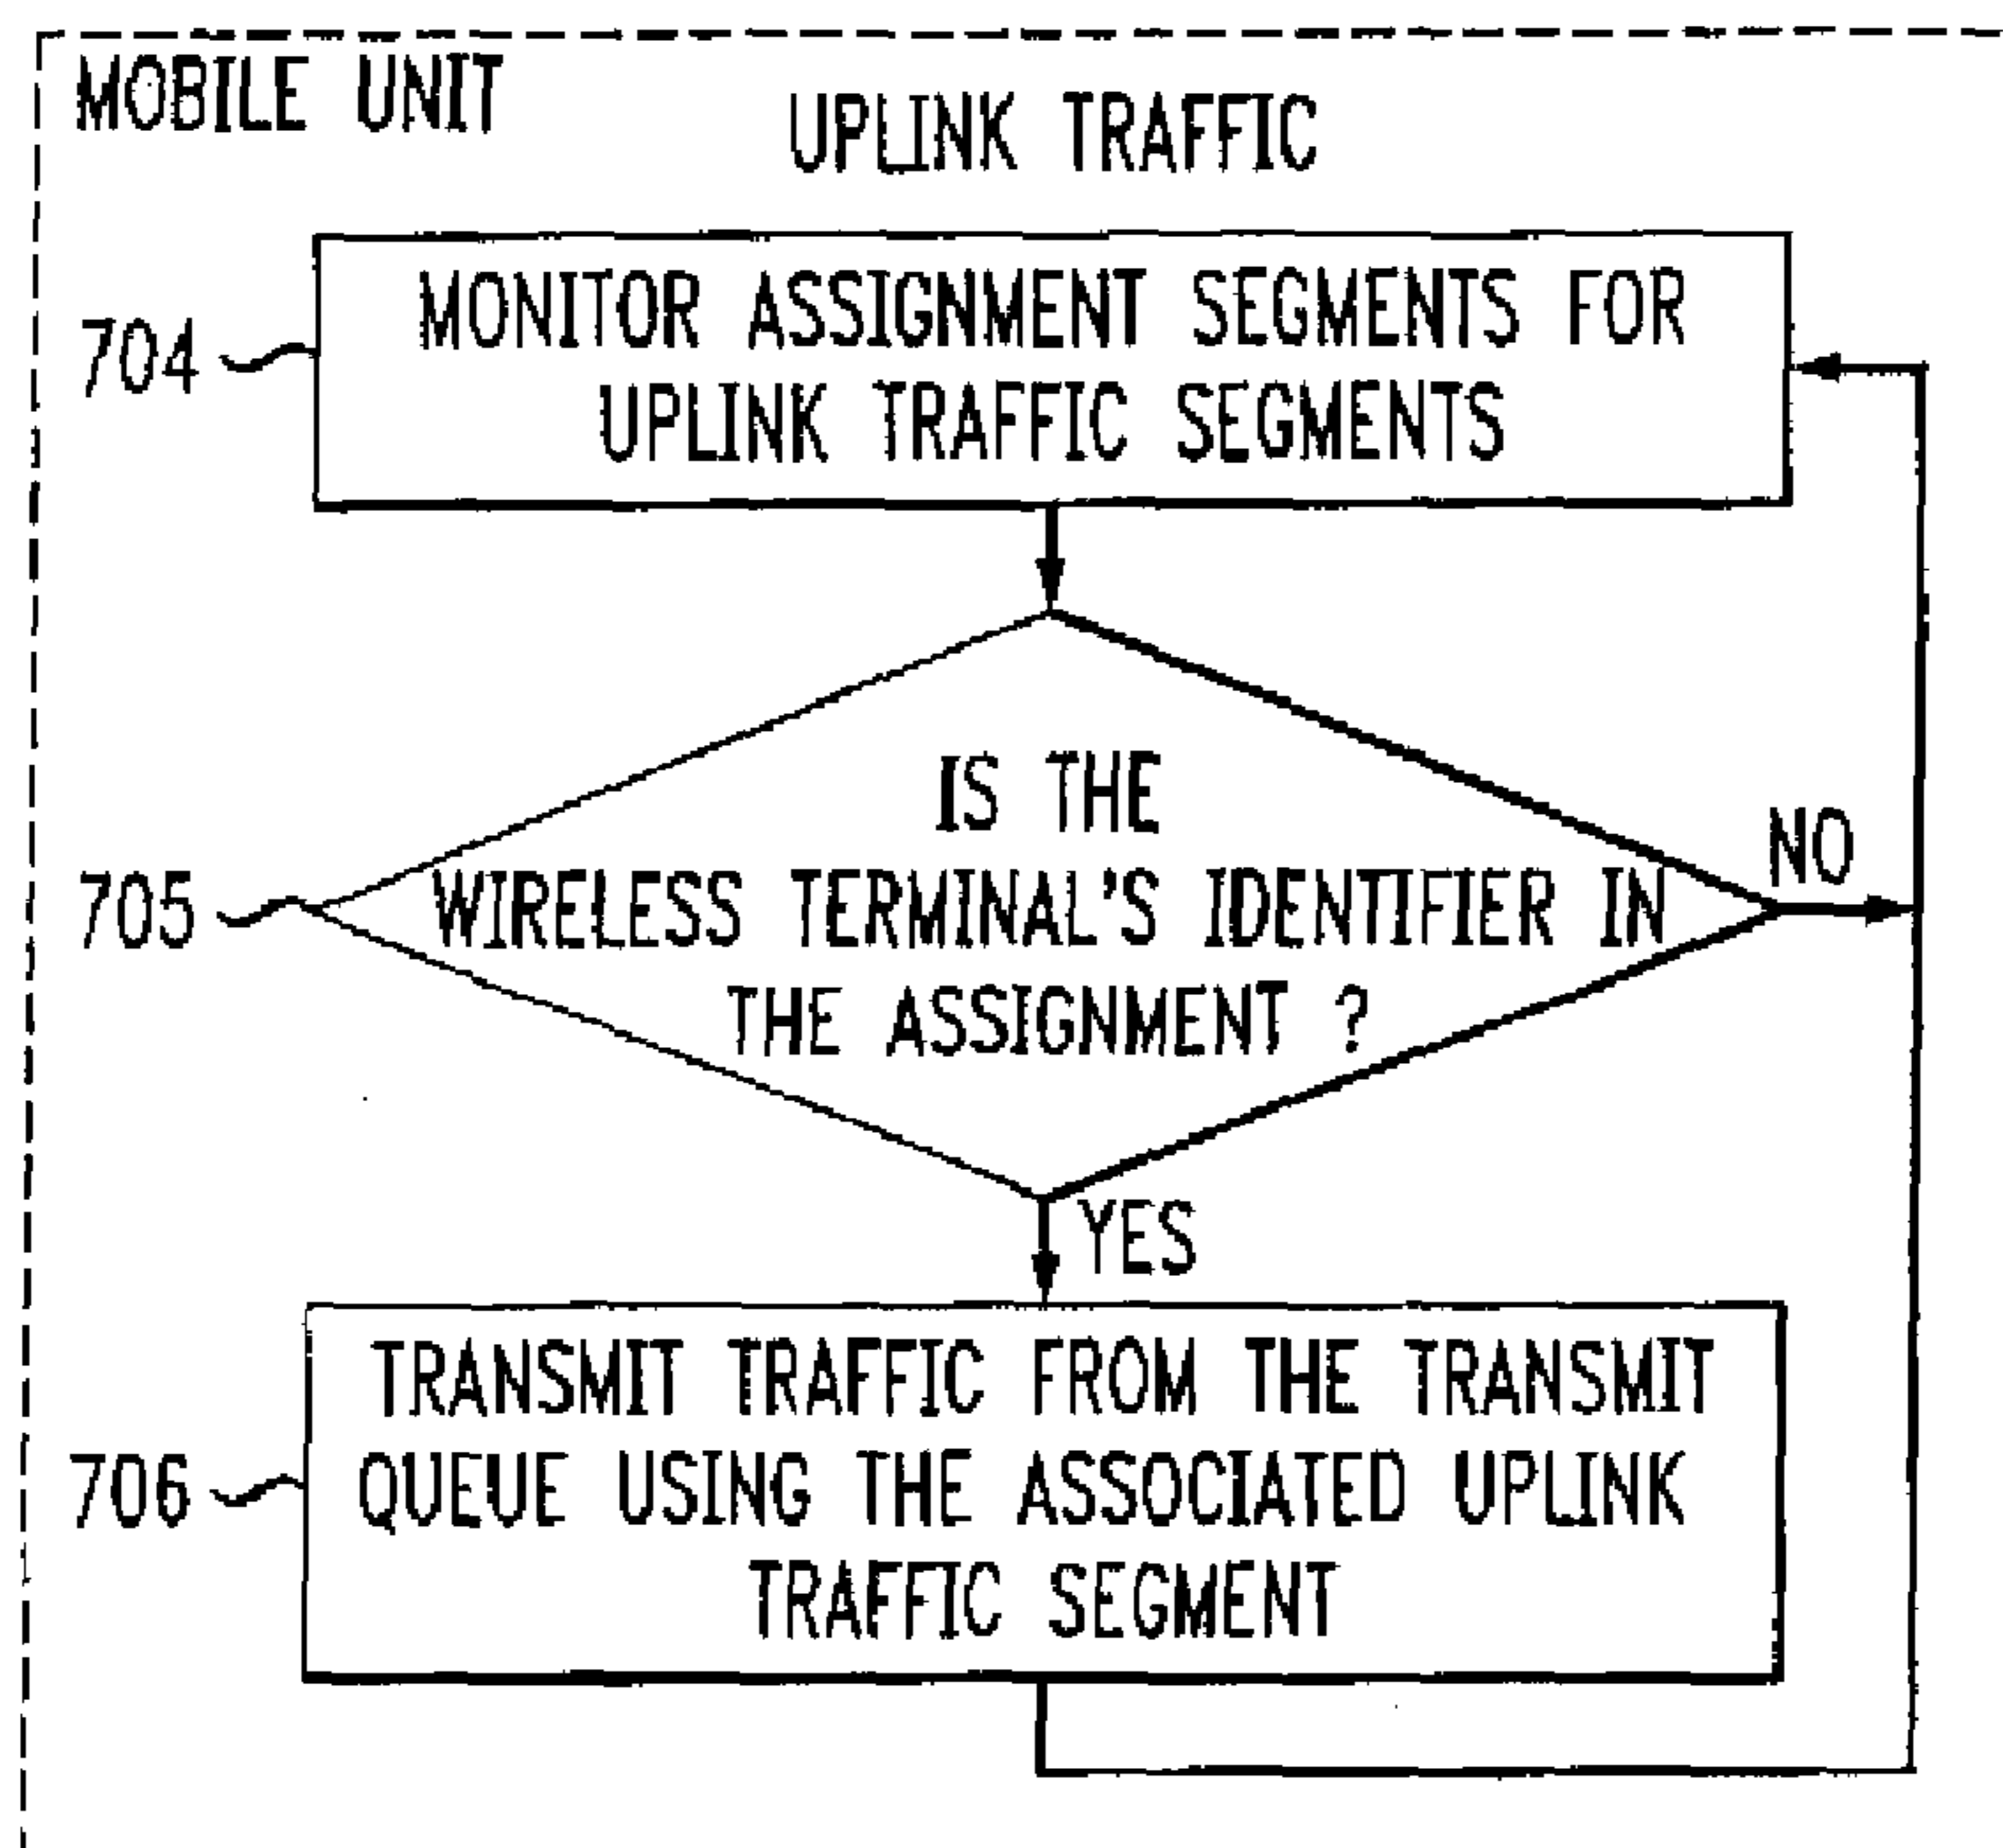 MOBILE UNIT
UPLINK TRAFFIC
704
MONITOR ASSIGNMENT SEGMENTS FOR
UPLINK TRAFFIC SEGMENTS
705
IS THE
WIRELESS TERMINAL'S IDENTIFIER IN
THE ASSIGNMENT ?
NO
YES
706
TRANSMIT TRAFFIC FROM THE TRANSMIT
QUEUE USING THE ASSOCIATED UPLINK
TRAFFIC SEGMENT